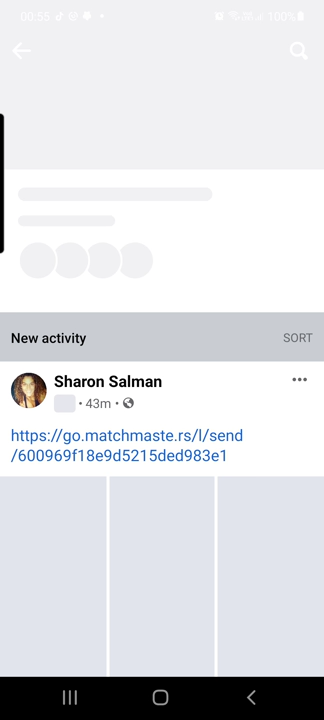 00:55 100%
New activity SORT
Sharon Salman
· 43m ·
https://go.matchmaste.rs/l/send
/600969f18e9d5215ded983e1